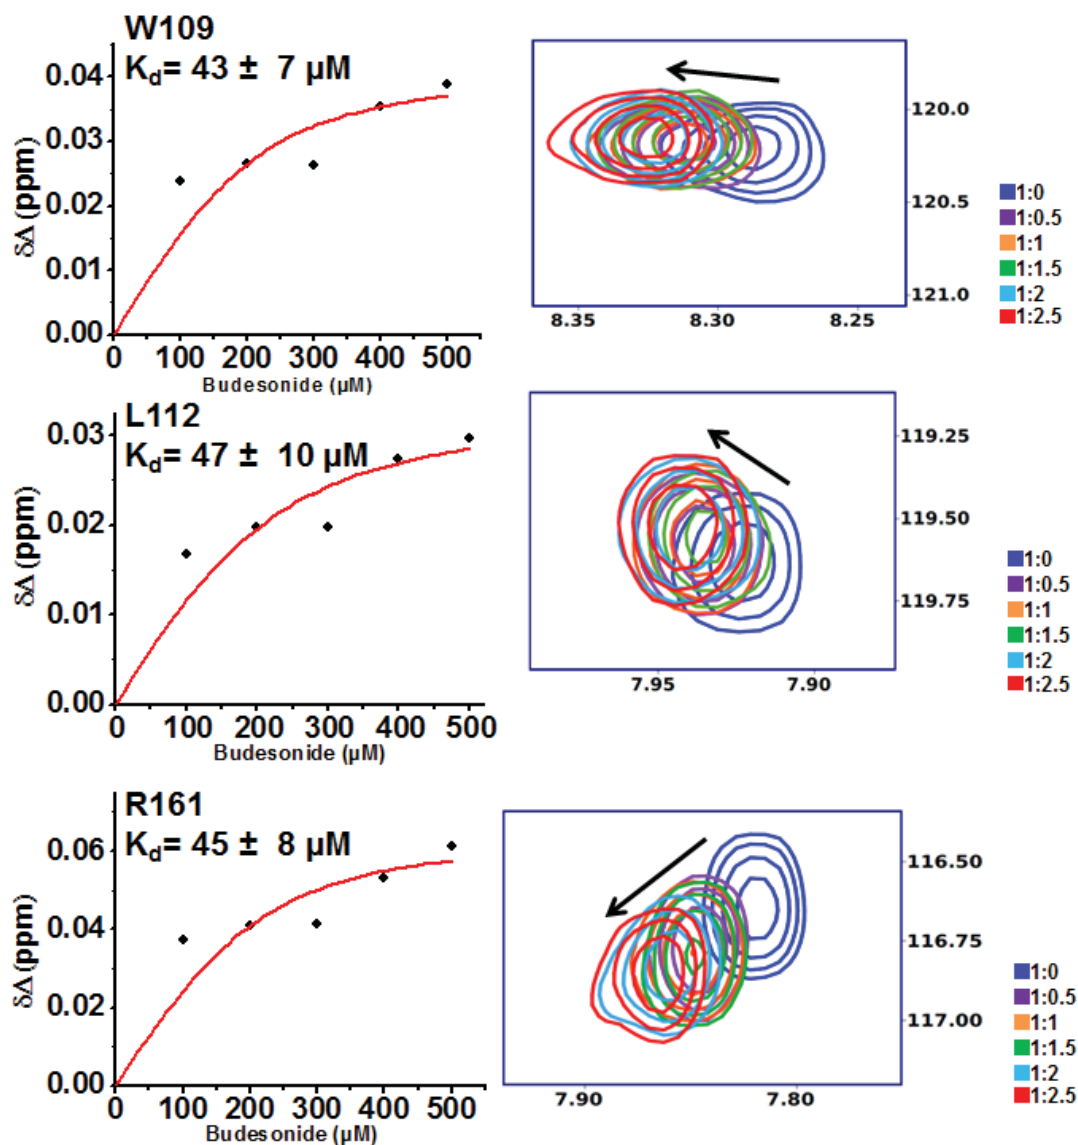 W109
K_d= 43 ± 7 µM
δΔ (ppm)
0.04
0.03
0.02
0.01
0.00
0 100 200 300 400 500
Budesonide (µM)
120.0
120.5
121.0
8.35 8.30 8.25
1:0
1:0.5
1:1
1:1.5
1:2
1:2.5
L112
K_d= 47 ± 10 µM
δΔ (ppm)
0.03
0.02
0.01
0.00
0 100 200 300 400 500
Budesonide (µM)
119.25
119.50
119.75
7.95 7.90
1:0
1:0.5
1:1
1:1.5
1:2
1:2.5
R161
K_d= 45 ± 8 µM
δΔ (ppm)
0.06
0.04
0.02
0.00
0 100 200 300 400 500
Budesonide (µM)
116.50
116.75
117.00
7.90 7.80
1:0
1:0.5
1:1
1:1.5
1:2
1:2.5